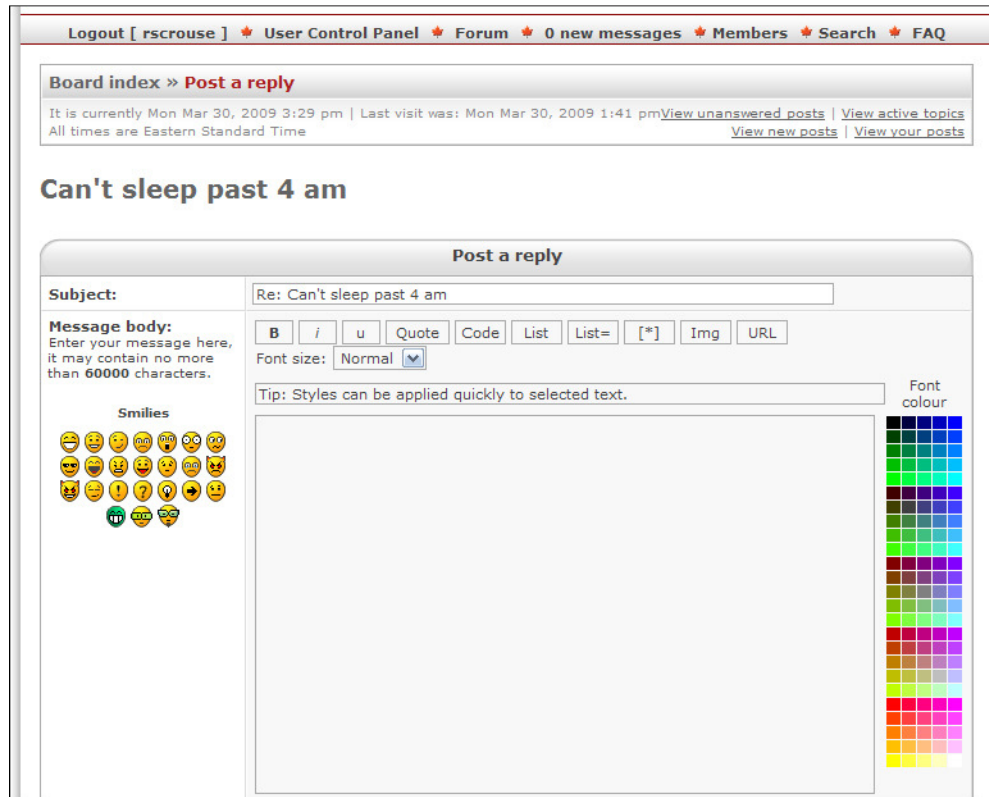 Logout [ rscrouse ] User Control Panel Forum 0 new messages Members Search FAQ
Board index » Post a reply
It is currently Mon Mar 30, 2009 3:29 pm | Last visit was: Mon Mar 30, 2009 1:41 pmView unanswered posts | View active topics
All times are Eastern Standard Time View new posts | View your posts
Can't sleep past 4 am
Post a reply
Subject: Re: Can't sleep past 4 am
Message body:
Enter your message here,
it may contain no more
than 60000 characters.
Smilies
B i u Quote Code List List= [*] Img URL
Font size: Normal
Tip: Styles can be applied quickly to selected text.
Font
colour